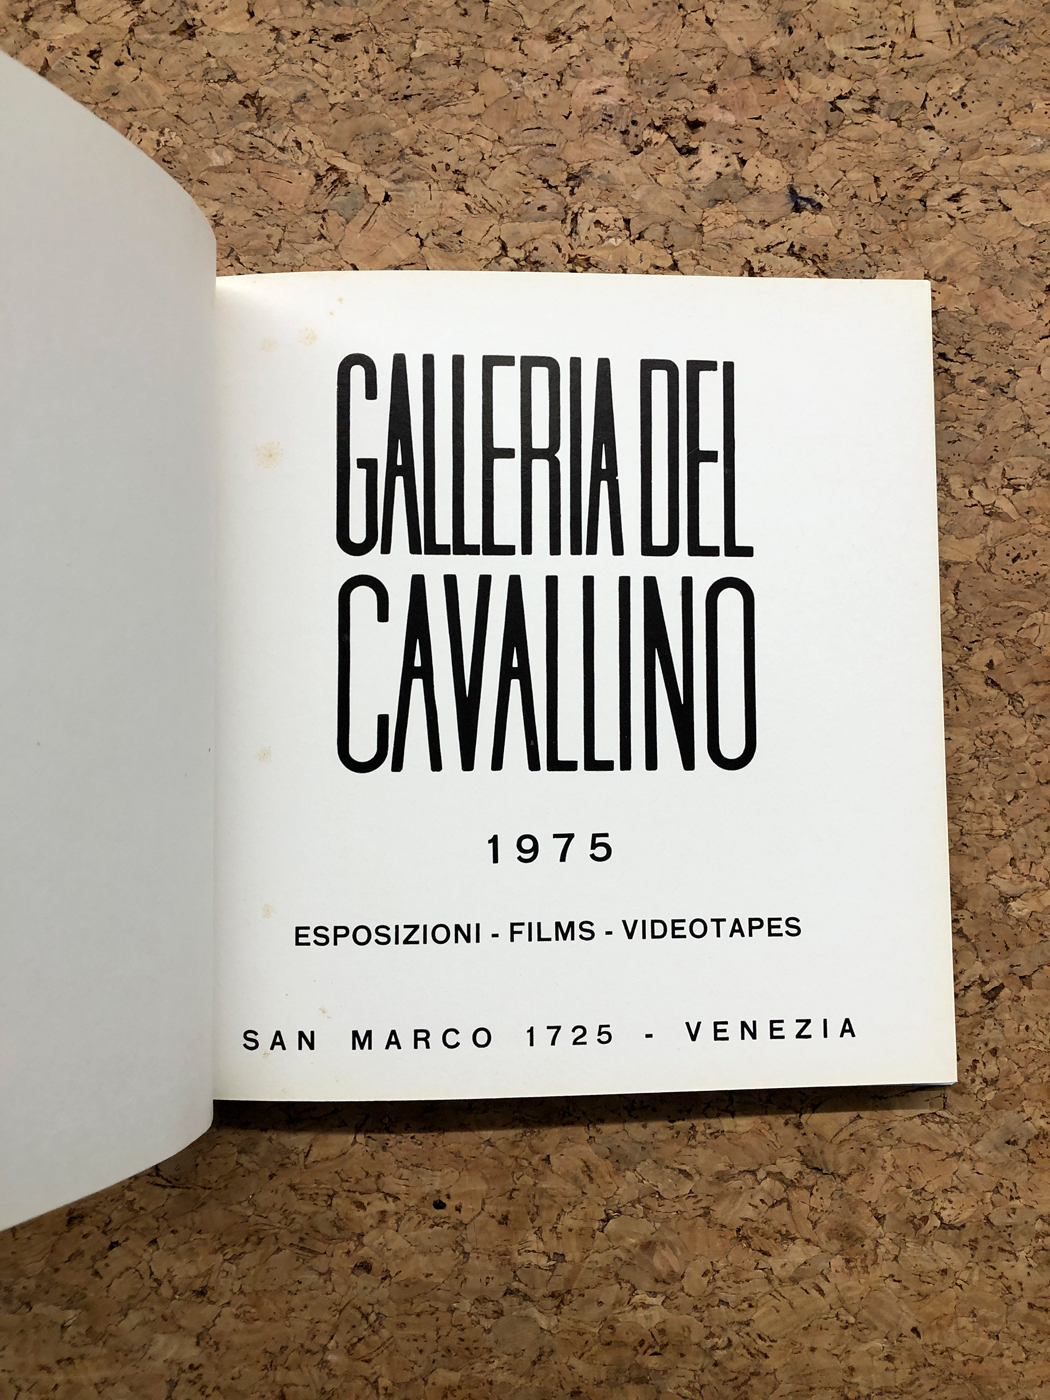 GALLERIA DEL
CAVALLINO
1975
ESPOSIZIONI - FILMS - VIDEOTAPES
SAN MARCO 1725 - VENEZIA